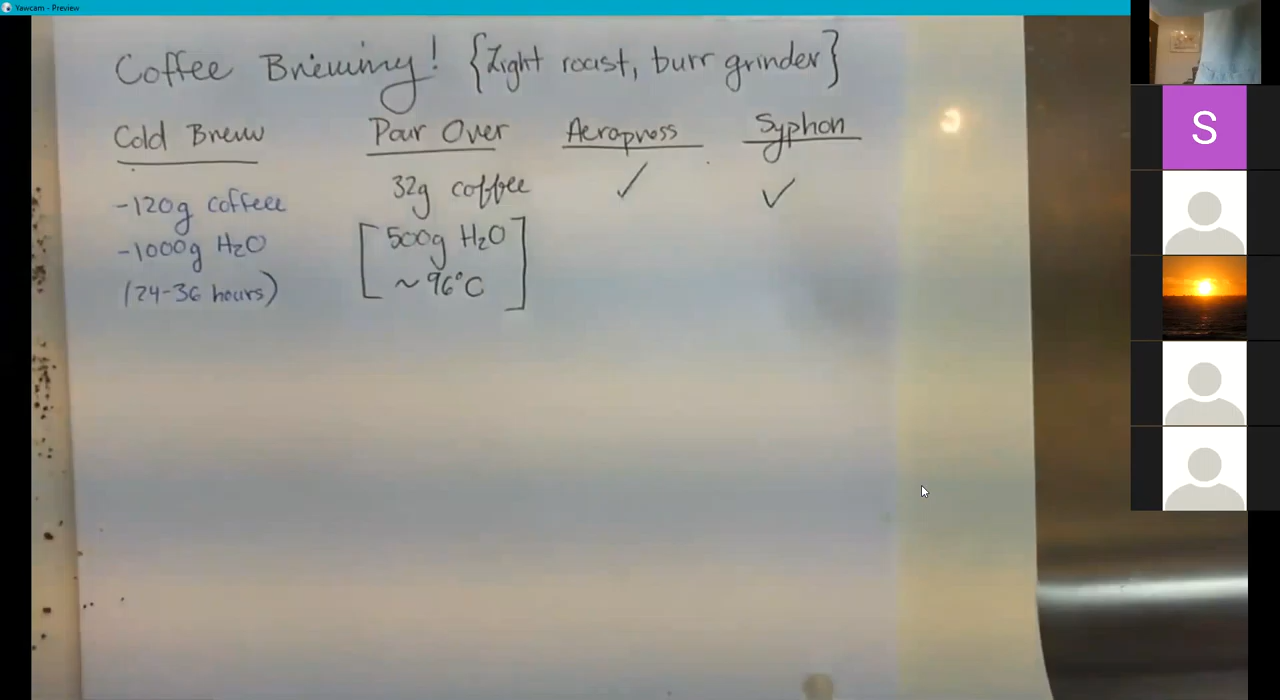 Yawcam - Preview
Coffee Brewing! {Light roast, burr grinder}
Cold Brew
-120g coffee
-1000g H2O
(24-36 hours)
Pour Over
32g coffee
[500g H2O
~96°C]
Aeropress
✓
Syphon
✓
S